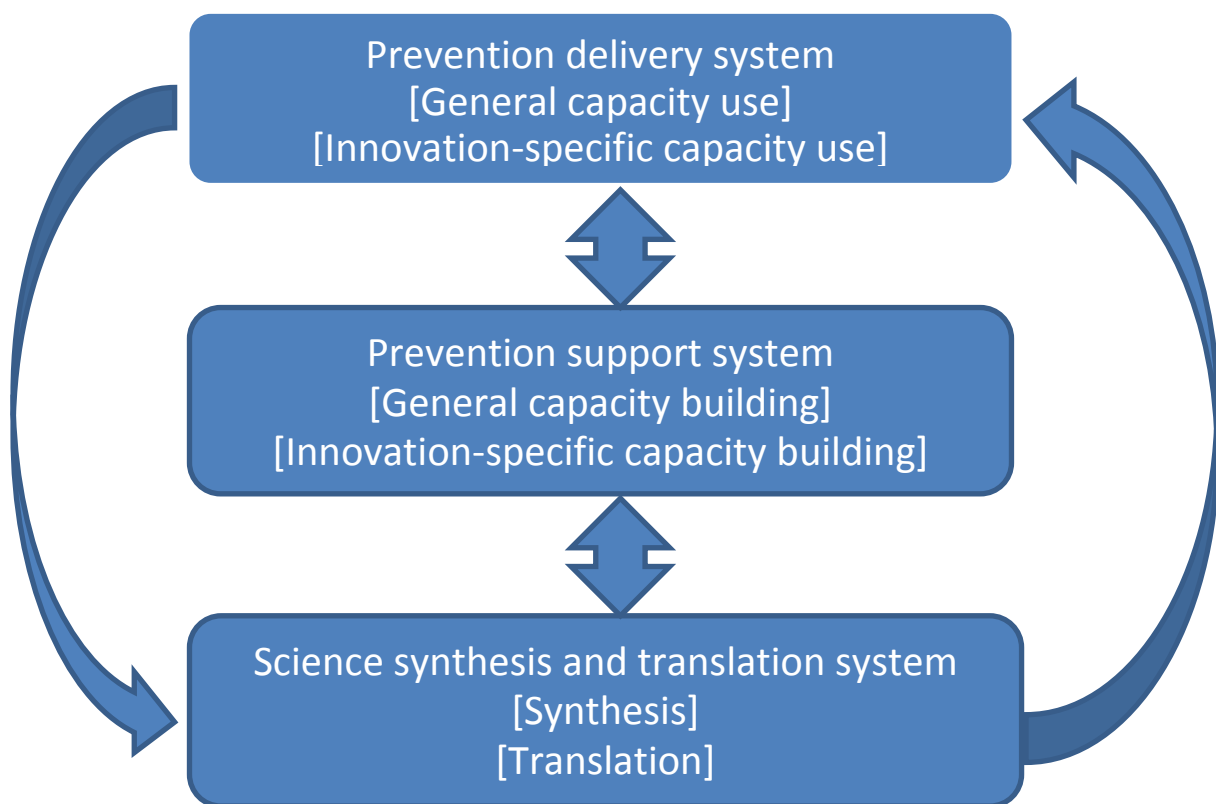 Prevention delivery system
[General capacity use]
[Innovation-specific capacity use]
Prevention support system
[General capacity building]
[Innovation-specific capacity building]
Science synthesis and translation system
[Synthesis]
[Translation]